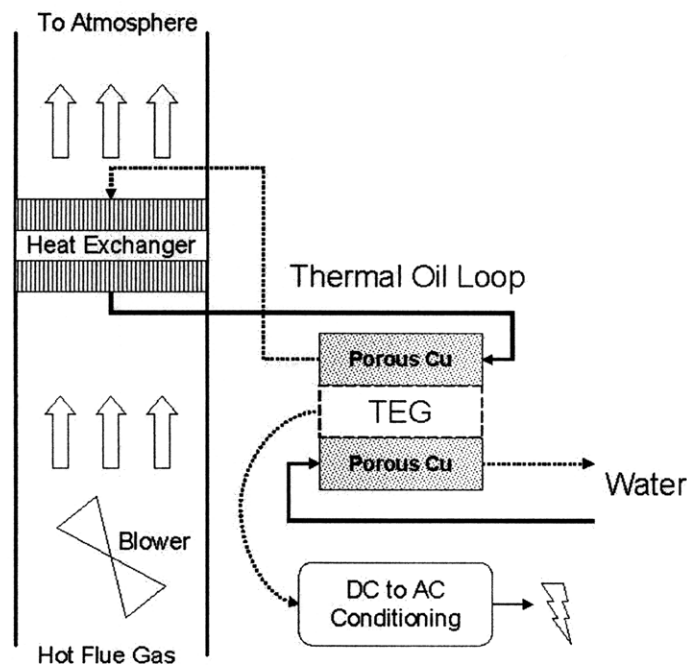 To Atmosphere
Heat Exchanger
Thermal Oil Loop
Porous Cu
TEG
Porous Cu
Water
Blower
DC to AC
Conditioning
Hot Flue Gas